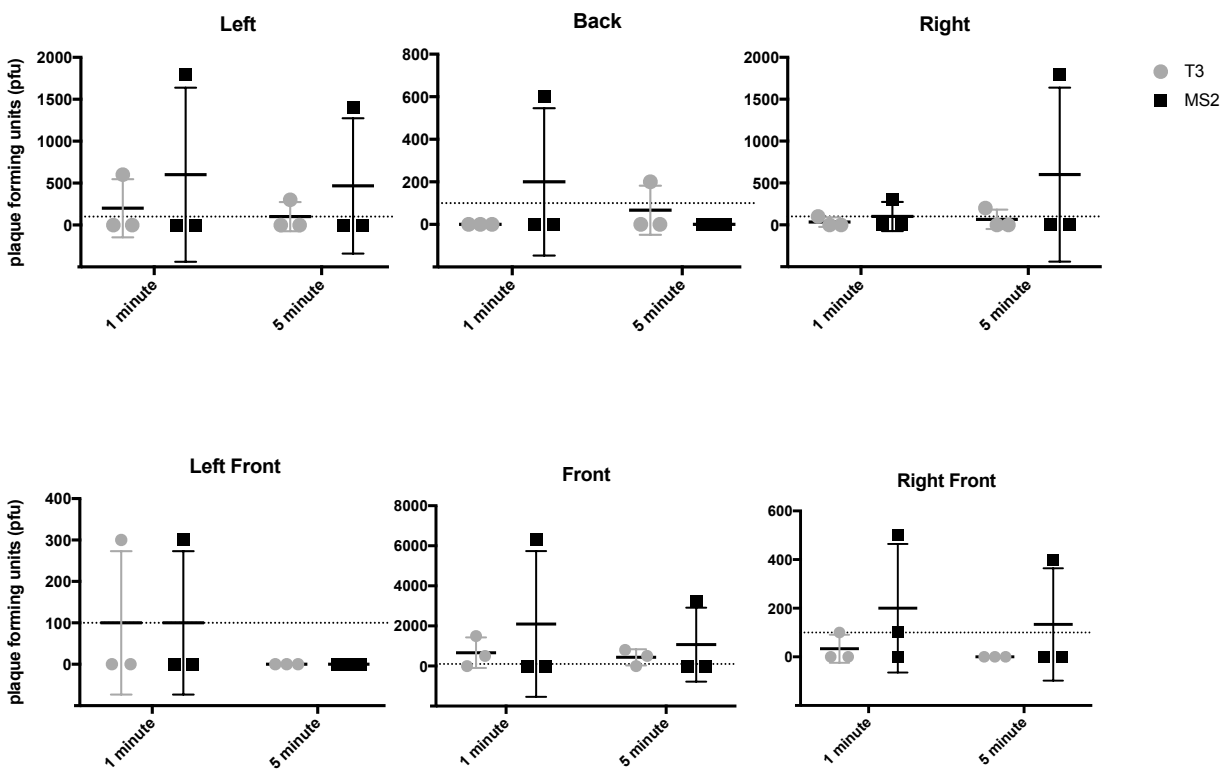 Left
Back
Right
T3
MS2
plaque forming units (pfu)
2000
1500
1000
500
0
1 minute
5 minute
800
600
400
200
0
1 minute
5 minute
2000
1500
1000
500
0
1 minute
5 minute
Left Front
Front
Right Front
plaque forming units (pfu)
400
300
200
100
0
1 minute
5 minute
8000
6000
4000
2000
0
1 minute
5 minute
600
400
200
0
1 minute
5 minute